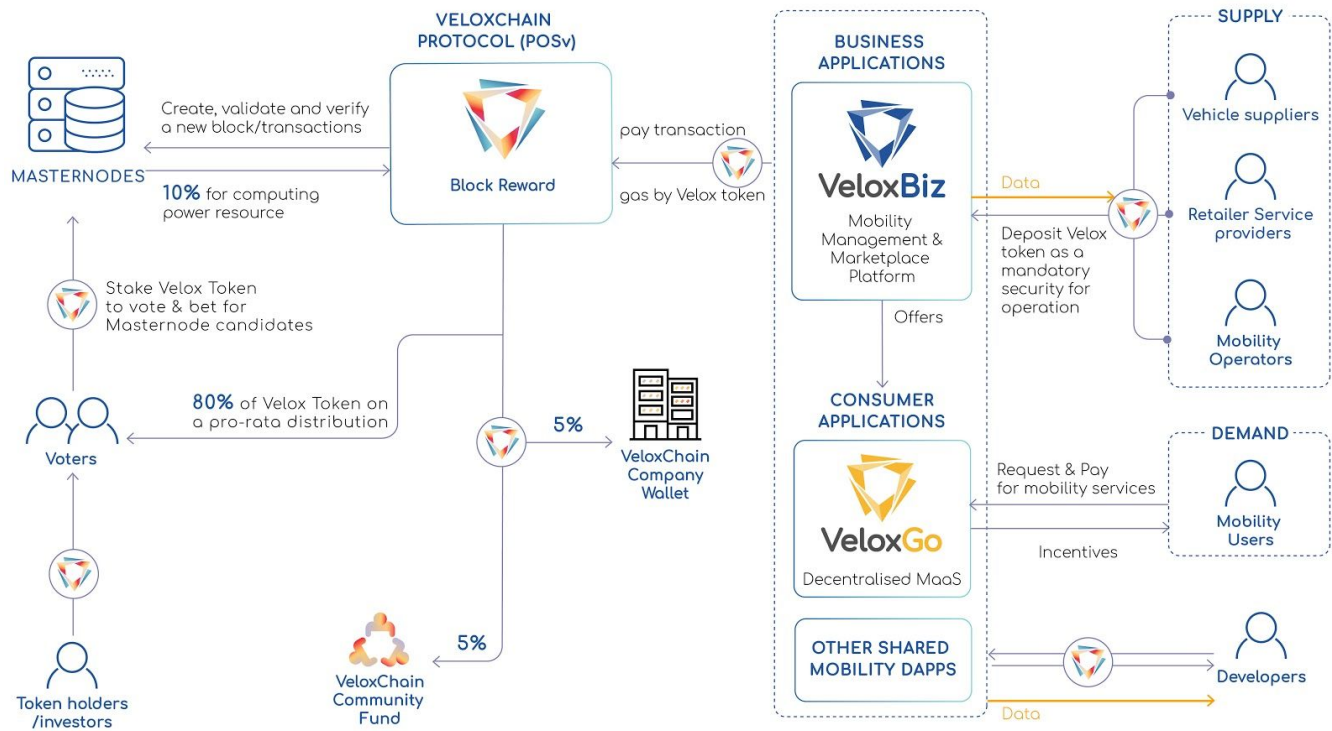 VELOXCHAIN
PROTOCOL (POSv)
Block Reward
MASTERNODES
Create, validate and verify
a new block/transactions
10% for computing
power resource
Stake Velox Token
to vote & bet for
Masternode candidates
80% of Velox Token on
a pro-rata distribution
Voters
Token holders
/investors
5%
VeloxChain
Company
Wallet
5%
VeloxChain
Community
Fund
pay transaction
gas by Velox token
BUSINESS
APPLICATIONS
VeloxBiz
Mobility
Management &
Marketplace
Platform
Offers
CONSUMER
APPLICATIONS
VeloxGo
Decentralised MaaS
OTHER SHARED
MOBILITY DAPPS
Data
Deposit Velox
token as a
mandatory
security for
operation
SUPPLY
Vehicle suppliers
Retailer Service
providers
Mobility
Operators
DEMAND
Mobility
Users
Request & Pay
for mobility services
Incentives
Developers
Data